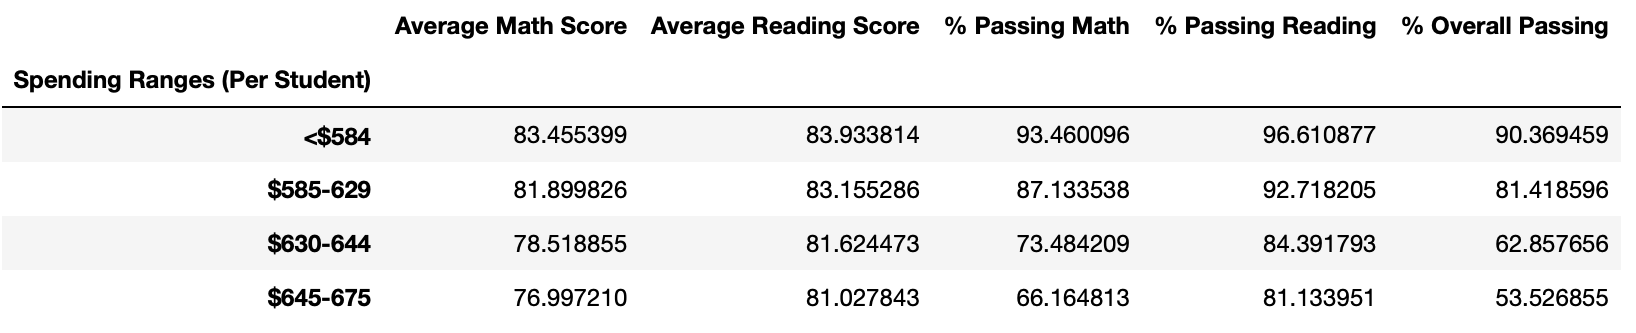 Average Math Score Average Reading Score % Passing Math % Passing Reading % Overall Passing
Spending Ranges (Per Student)
<$584 83.455399 83.933814 93.460096 96.610877 90.369459
$585-629 81.899826 83.155286 87.133538 92.718205 81.418596
$630-644 78.518855 81.624473 73.484209 84.391793 62.857656
$645-675 76.997210 81.027843 66.164813 81.133951 53.526855